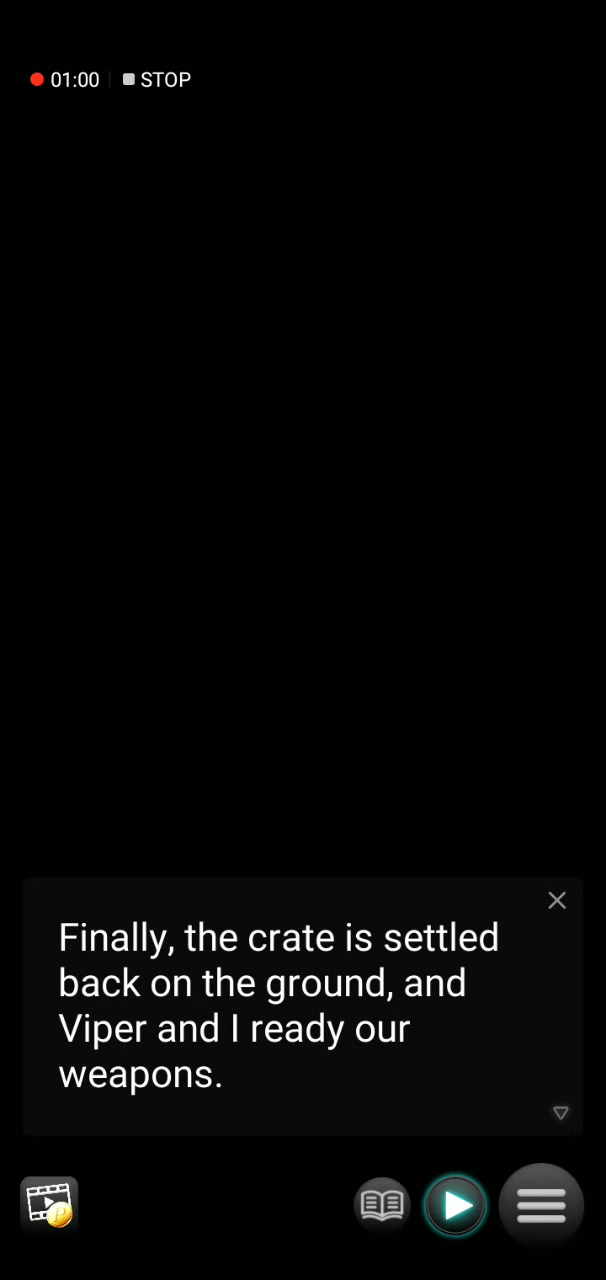 01:00 STOP
Finally, the crate is settled
back on the ground, and
Viper and I ready our
weapons.
P